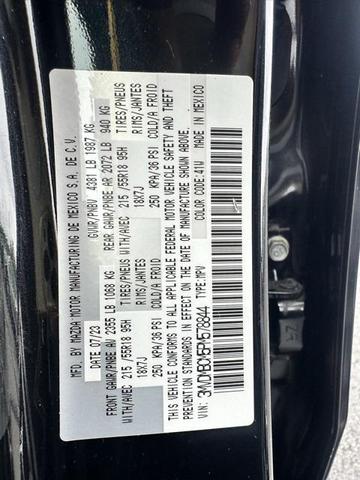 MFD. BY MAZDA MOTOR MANUFACTURING DE MEXICO S.A. DE C.V.
DATE: 07/23 GVWR/PNBV 4381 LB 1987 KG
FRONT GAWR/PNBE AV 2355 LB 1068 KG REAR GAWR/PNBE AR 2072 LB 940 KG
WITH/AVEC 215/55R18 95H TIRES/PNEUS WITH/AVEC 215/55R18 95H TIRES/PNEUS
18X7J RIMS/JANTES 18X7J RIMS/JANTES
250 KPA/36 PSI COLD/A FROID 250 KPA/36 PSI COLD/A FROID
THIS VEHICLE CONFORMS TO ALL APPLICABLE FEDERAL MOTOR VEHICLE SAFETY AND THEFT
PREVENTION STANDARDS IN EFFECT ON THE DATE OF MANUFACTURE SHOWN ABOVE.
VIN: TYPE: MPV COLOR CODE: 41W MADE IN MEXICO